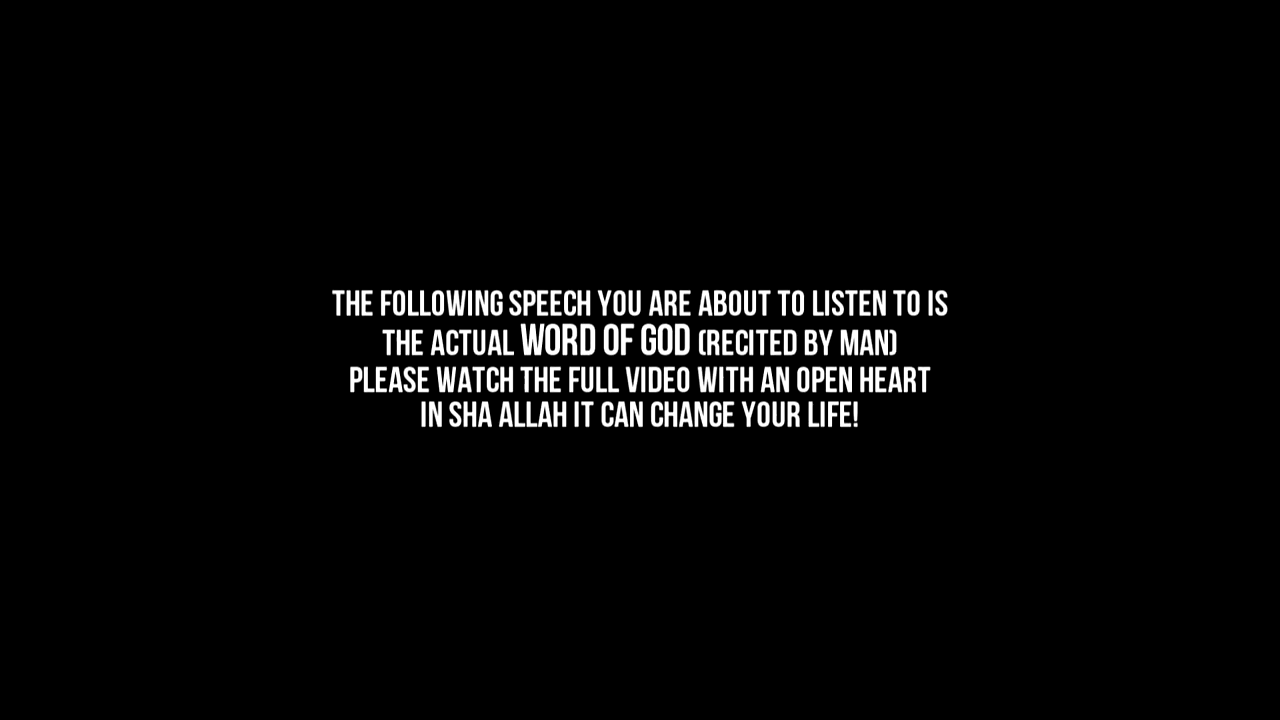 THE FOLLOWING SPEECH YOU ARE ABOUT TO LISTEN TO IS
THE ACTUAL WORD OF GOD (RECITED BY MAN)
PLEASE WATCH THE FULL VIDEO WITH AN OPEN HEART
IN SHA ALLAH IT CAN CHANGE YOUR LIFE!